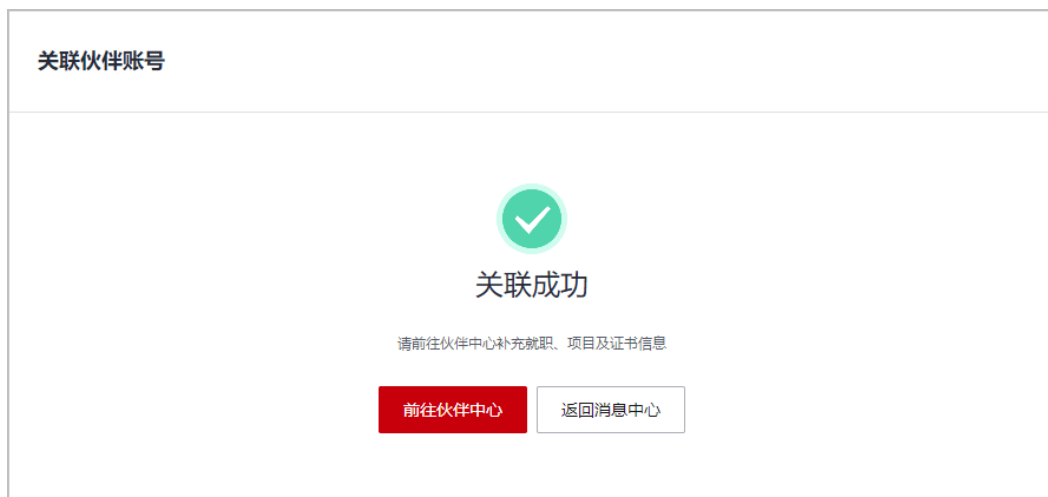 关联伙伴账号
关联成功
请前往伙伴中心补充就职、项目及证书信息
前往伙伴中心
返回消息中心